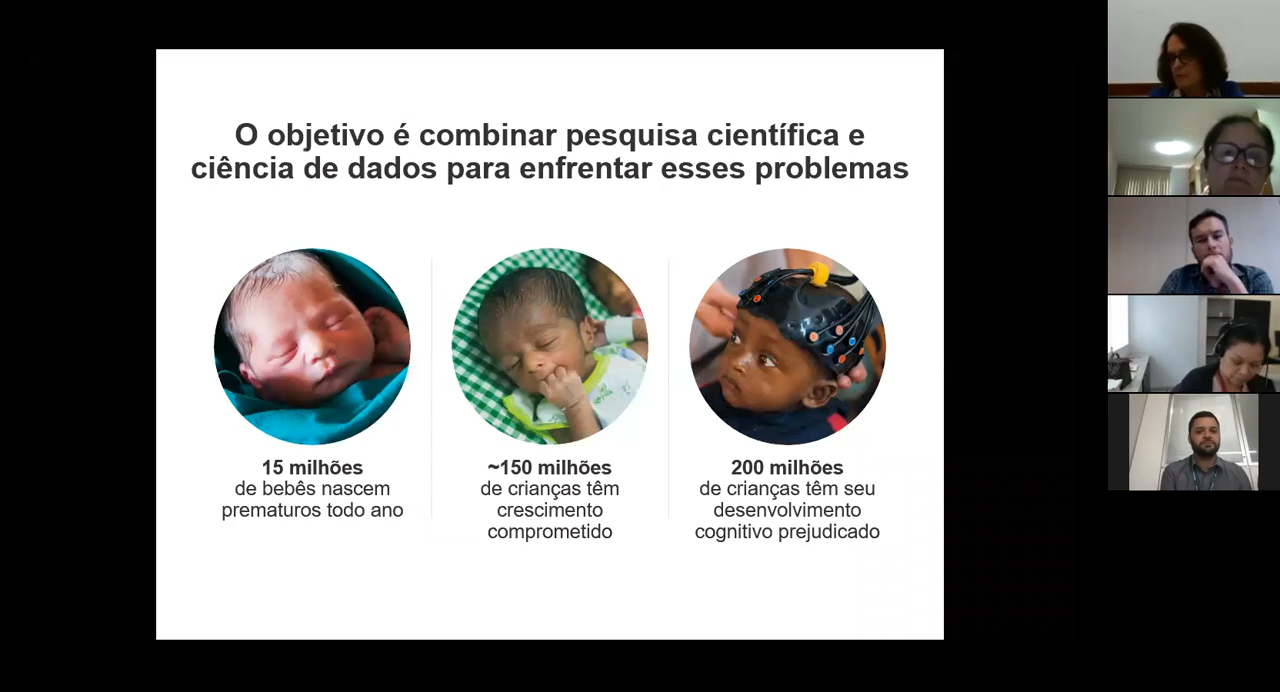 O objetivo é combinar pesquisa científica e
ciência de dados para enfrentar esses problemas
15 milhões
de bebês nascem
prematuros todo ano
~150 milhões
de crianças têm
crescimento
comprometido
200 milhões
de crianças têm seu
desenvolvimento
cognitivo prejudicado